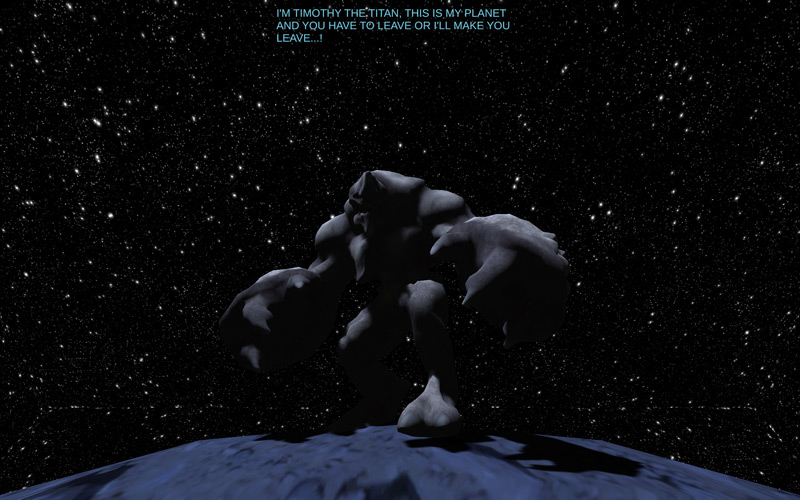 I'M TIMOTHY THE TITAN, THIS IS MY PLANET
AND YOU HAVE TO LEAVE OR I'LL MAKE YOU
LEAVE...!